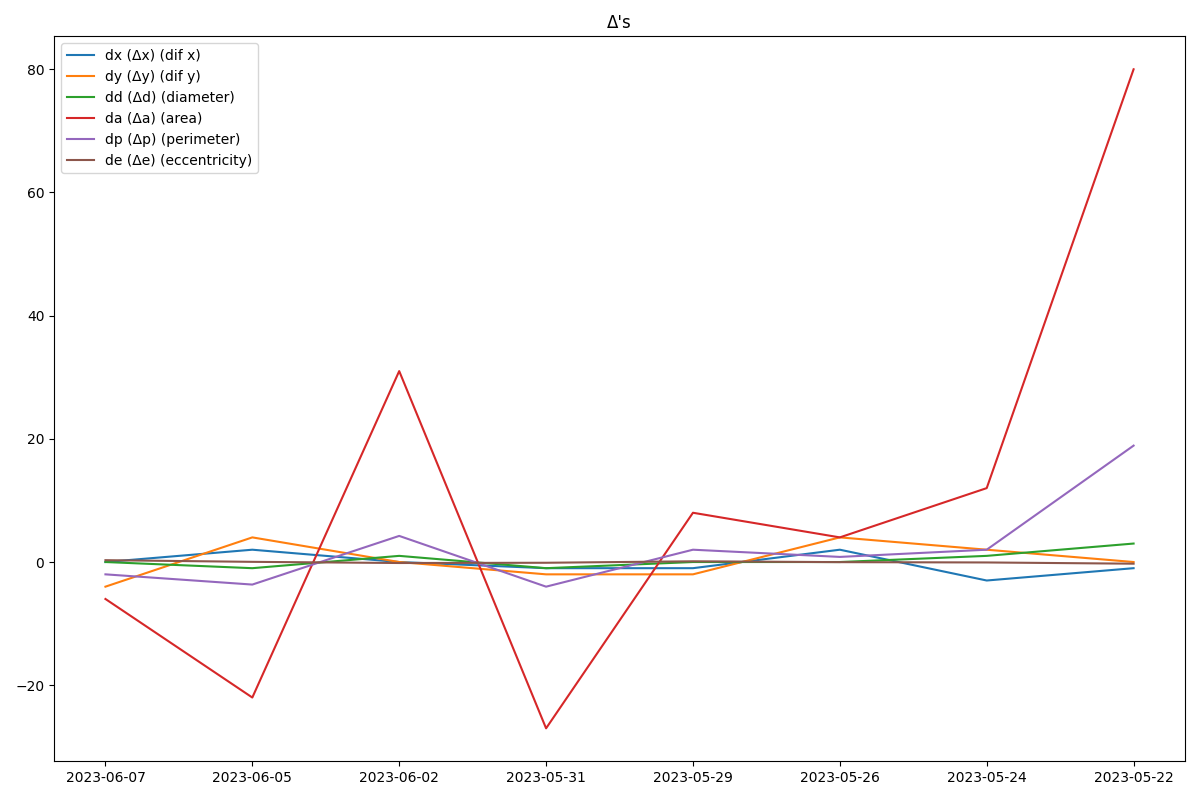 Δ's
dx (Δx) (dif x)
dy (Δy) (dif y)
dd (Δd) (diameter)
da (Δa) (area)
dp (Δp) (perimeter)
de (Δe) (eccentricity)
80
60
40
20
0
−20
2023-06-07 2023-06-05 2023-06-02 2023-05-31 2023-05-29 2023-05-26 2023-05-24 2023-05-22